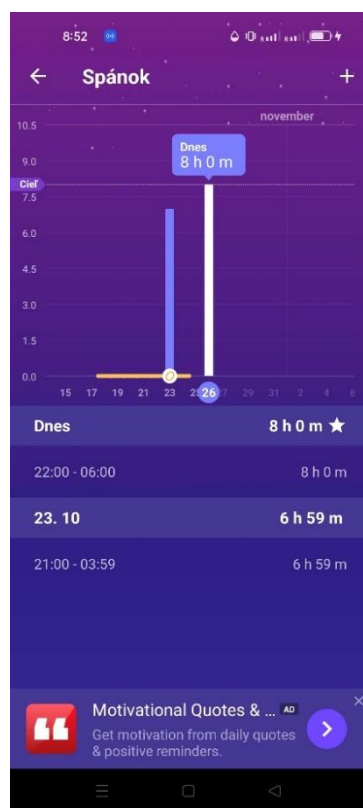 8:52
Spánok
+
november
10.5
Dnes
8 h 0 m
9.0
Cieľ
7.5
6.0
4.5
3.0
1.5
0.0
15 17 19 21 23 25 26 27 29 31 2 4 6
Dnes 8 h 0 m
22:00 - 06:00 8 h 0 m
23. 10 6 h 59 m
21:00 - 03:59 6 h 59 m
Motivational Quotes & ... AD
Get motivation from daily quotes
& positive reminders.